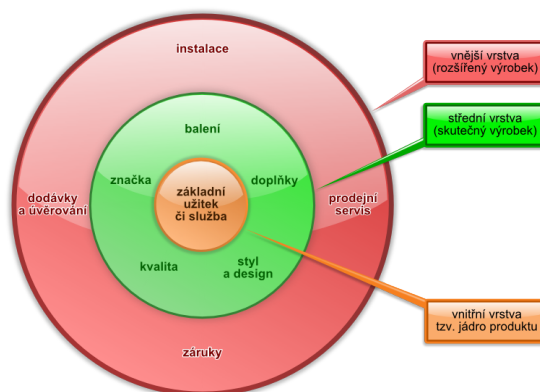 instalace
vnější vrstva
(rozšířený výrobek)
střední vrstva
(skutečný výrobek)
balení
značka
doplňky
základní
užitek
či služba
dodávky
a úvěrování
prodejní
servis
kvalita
styl
a design
vnitřní vrstva
tzv. jádro produktu
záruky